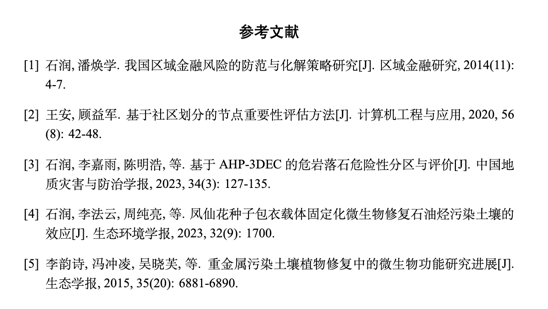 参考文献
[1] 石润, 潘焕学. 我国区域金融风险的防范与化解策略研究[J]. 区域金融研究, 2014(11):
4-7.
[2] 王安, 顾益军. 基于社区划分的节点重要性评估方法[J]. 计算机工程与应用, 2020, 56
(8): 42-48.
[3] 石润, 李嘉雨, 陈明浩, 等. 基于 AHP-3DEC 的危岩落石危险性分区与评价[J]. 中国地
质灾害与防治学报, 2023, 34(3): 127-135.
[4] 石润, 李法云, 周纯亮, 等. 凤仙花种子包衣载体固定化微生物修复石油烃污染土壤的
效应[J]. 生态环境学报, 2023, 32(9): 1700.
[5] 李韵诗, 冯冲凌, 吴晓芙, 等. 重金属污染土壤植物修复中的微生物功能研究进展[J].
生态学报, 2015, 35(20): 6881-6890.